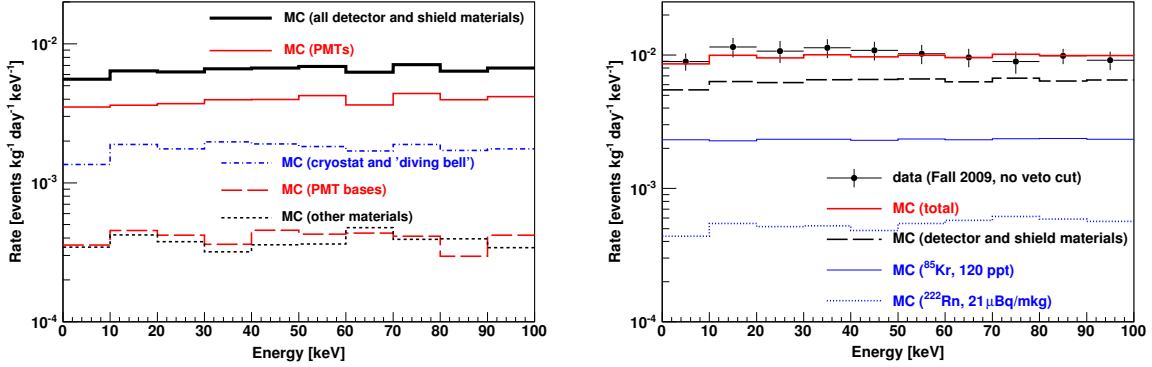 MC (all detector and shield materials)
MC (PMTs)
MC (cryostat and 'diving bell')
MC (PMT bases)
MC (other materials)
Rate [events kg⁻¹ day⁻¹ keV⁻¹]
10⁻²
10⁻³
10⁻⁴
0 10 20 30 40 50 60 70 80 90 100
Energy [keV]
data (Fall 2009, no veto cut)
MC (total)
MC (detector and shield materials)
MC (⁸⁵Kr, 120 ppt)
MC (²²²Rn, 21 μBq/mkg)
Rate [events kg⁻¹ day⁻¹ keV⁻¹]
10⁻²
10⁻³
10⁻⁴
0 10 20 30 40 50 60 70 80 90 100
Energy [keV]